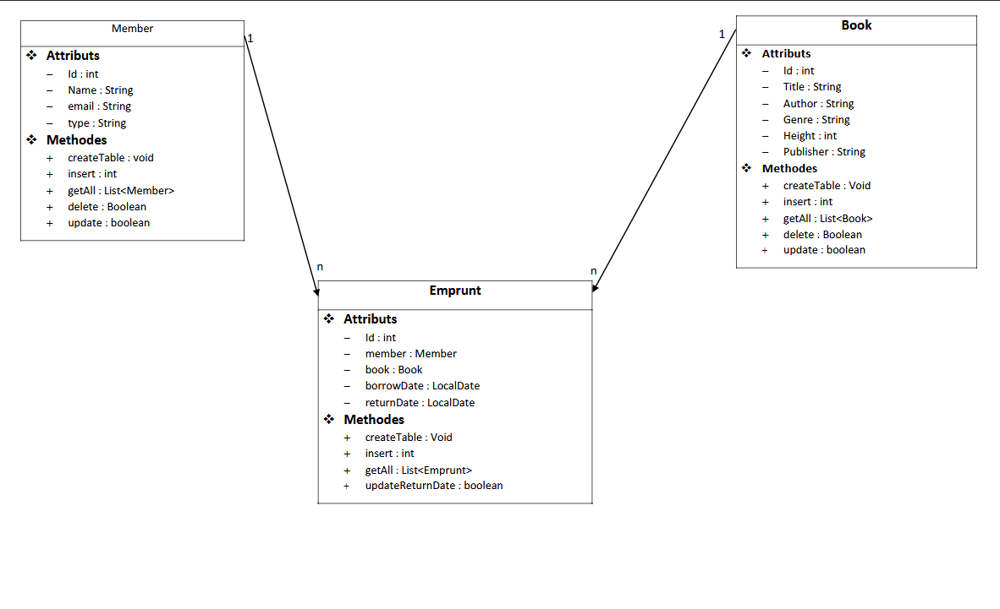 Member
❖ Attributs
– Id : int
– Name : String
– email : String
– type : String
❖ Methodes
+ createTable : void
+ insert : int
+ getAll : List<Member>
+ delete : Boolean
+ update : boolean
1
1
Book
❖ Attributs
– Id : int
– Title : String
– Author : String
– Genre : String
– Height : int
– Publisher : String
❖ Methodes
+ createTable : Void
+ insert : int
+ getAll : List<Book>
+ delete : Boolean
+ update : boolean
n
n
Emprunt
❖ Attributs
– Id : int
– member : Member
– book : Book
– borrowDate : LocalDate
– returnDate : LocalDate
❖ Methodes
+ createTable : Void
+ insert : int
+ getAll : List<Emprunt>
+ updateReturnDate : boolean